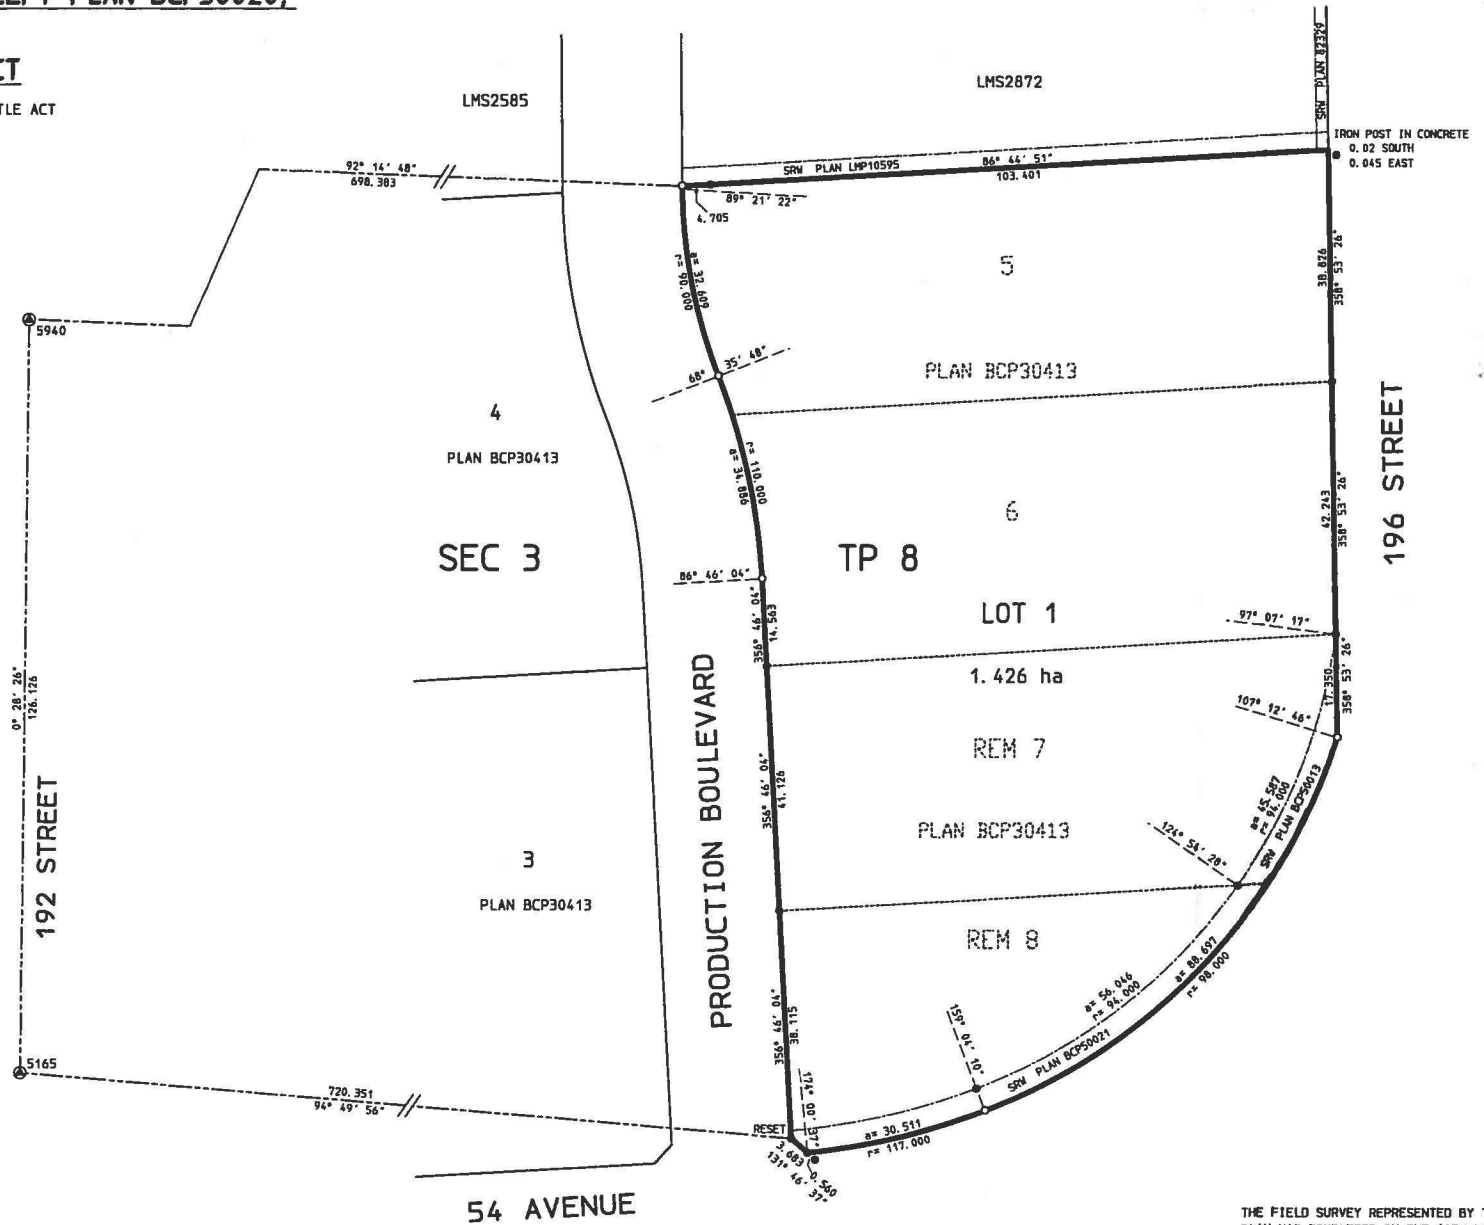 CT
TLE ACT
LMS2585
LMS2872
SRW PLAN 82329
IRON POST IN CONCRETE
0.02 SOUTH
0.045 EAST
92° 14' 48"
698.383
SRW PLAN LMP10595
86° 44' 51"
103.401
89° 21' 22"
4.705
5940
a= 32.609
r= 90.000
5
38.826
358° 53' 26"
68° 35' 48"
PLAN BCP30413
4
PLAN BCP30413
r= 110.000
a= 34.886
6
42.243
358° 53' 26"
196 STREET
SEC 3
TP 8
86° 46' 04"
LOT 1
356° 46' 04"
14.563
97° 07' 17"
1.426 ha
17.350
358° 53' 26"
0° 28' 26"
126.126
107° 12' 46"
REM 7
PRODUCTION BOULEVARD
356° 46' 04"
41.126
192 STREET
3
PLAN BCP30413
PLAN BCP30413
a= 45.587
r= 94.000
SRW PLAN BCP50013
124° 54' 28"
REM 8
a= 88.697
r= 98.000
a= 56.046
r= 94.000
SRW PLAN BCP50021
159° 04' 10"
356° 46' 04"
38.115
5165
720.351
94° 49' 56"
174° 00' 37"
RESET
a= 30.511
r= 117.000
3.683
131° 46' 37"
0.560
54 AVENUE
THE FIELD SURVEY REPRESENTED BY